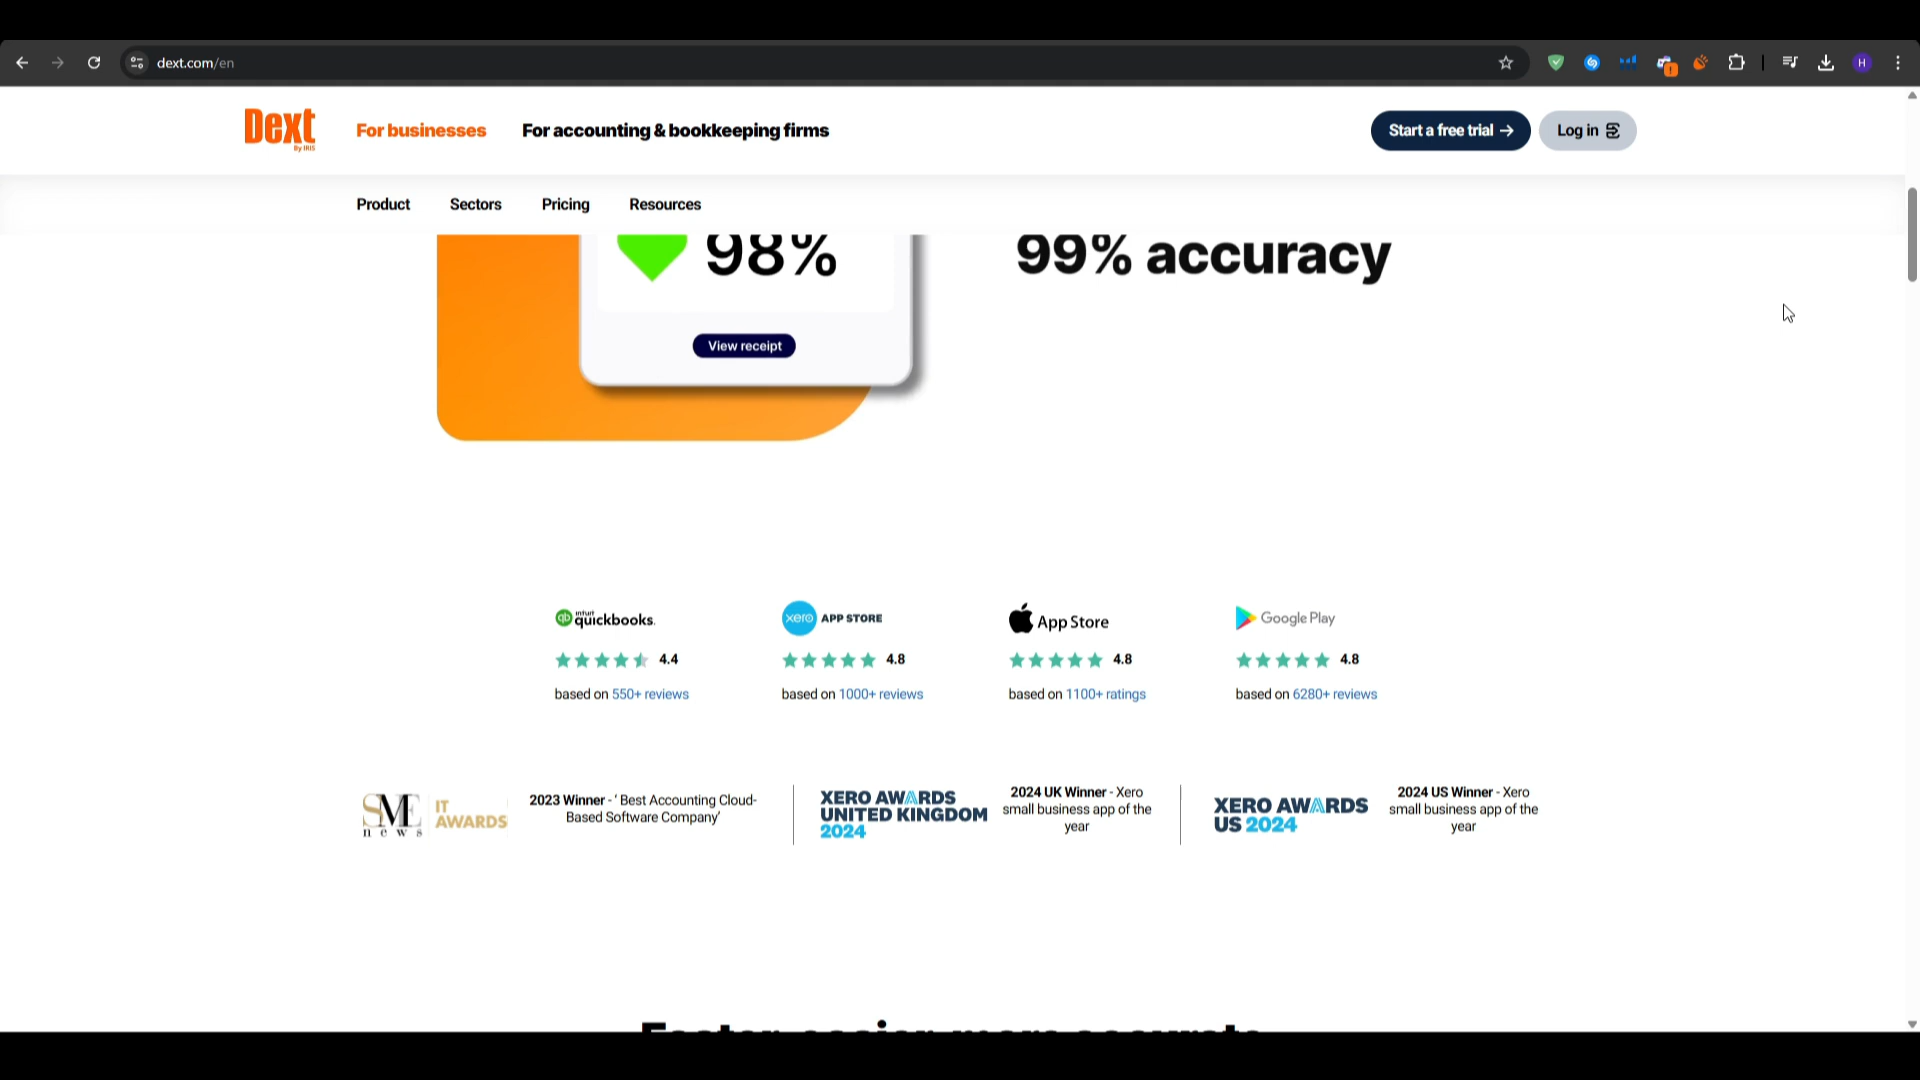 dext.com/en
H
Dext
By IRIS
For businesses
For accounting & bookkeeping firms
Start a free trial →
Log in
Product
Sectors
Pricing
Resources
98%
99% accuracy
View receipt
intuit
quickbooks.
xero APP STORE
App Store
Google Play
4.4
4.8
4.8
4.8
based on 550+ reviews
based on 1000+ reviews
based on 1100+ ratings
based on 6280+ reviews
SME
news
IT
AWARDS
2023 Winner - ‘ Best Accounting Cloud-
Based Software Company’
XERO AWARDS
UNITED KINGDOM
2024
2024 UK Winner - Xero
small business app of the
year
XERO AWARDS
US 2024
2024 US Winner - Xero
small business app of the
year